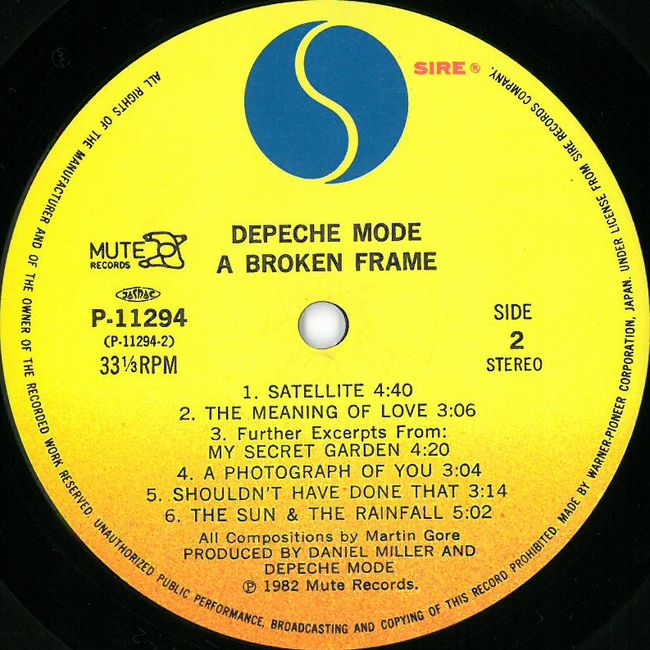 SIRE®
MUTE
RECORDS
DEPECHE MODE
A BROKEN FRAME
JASRAC
P-11294
(P-11294-2)
33⅓RPM
SIDE
2
STEREO
1. SATELLITE 4:40
2. THE MEANING OF LOVE 3:06
3. Further Excerpts From:
MY SECRET GARDEN 4:20
4. A PHOTOGRAPH OF YOU 3:04
5. SHOULDN'T HAVE DONE THAT 3:14
6. THE SUN & THE RAINFALL 5:02
All Compositions by Martin Gore
PRODUCED BY DANIEL MILLER AND
DEPECHE MODE
℗ 1982 Mute Records.
ALL RIGHTS OF THE MANUFACTURER AND OF THE OWNER OF THE RECORDED WORK RESERVED. UNAUTHORIZED PUBLIC PERFORMANCE, BROADCASTING AND COPYING OF THIS RECORD PROHIBITED. MADE BY WARNER-PIONEER CORPORATION, JAPAN. UNDER LICENSE FROM SIRE RECORDS COMPANY.